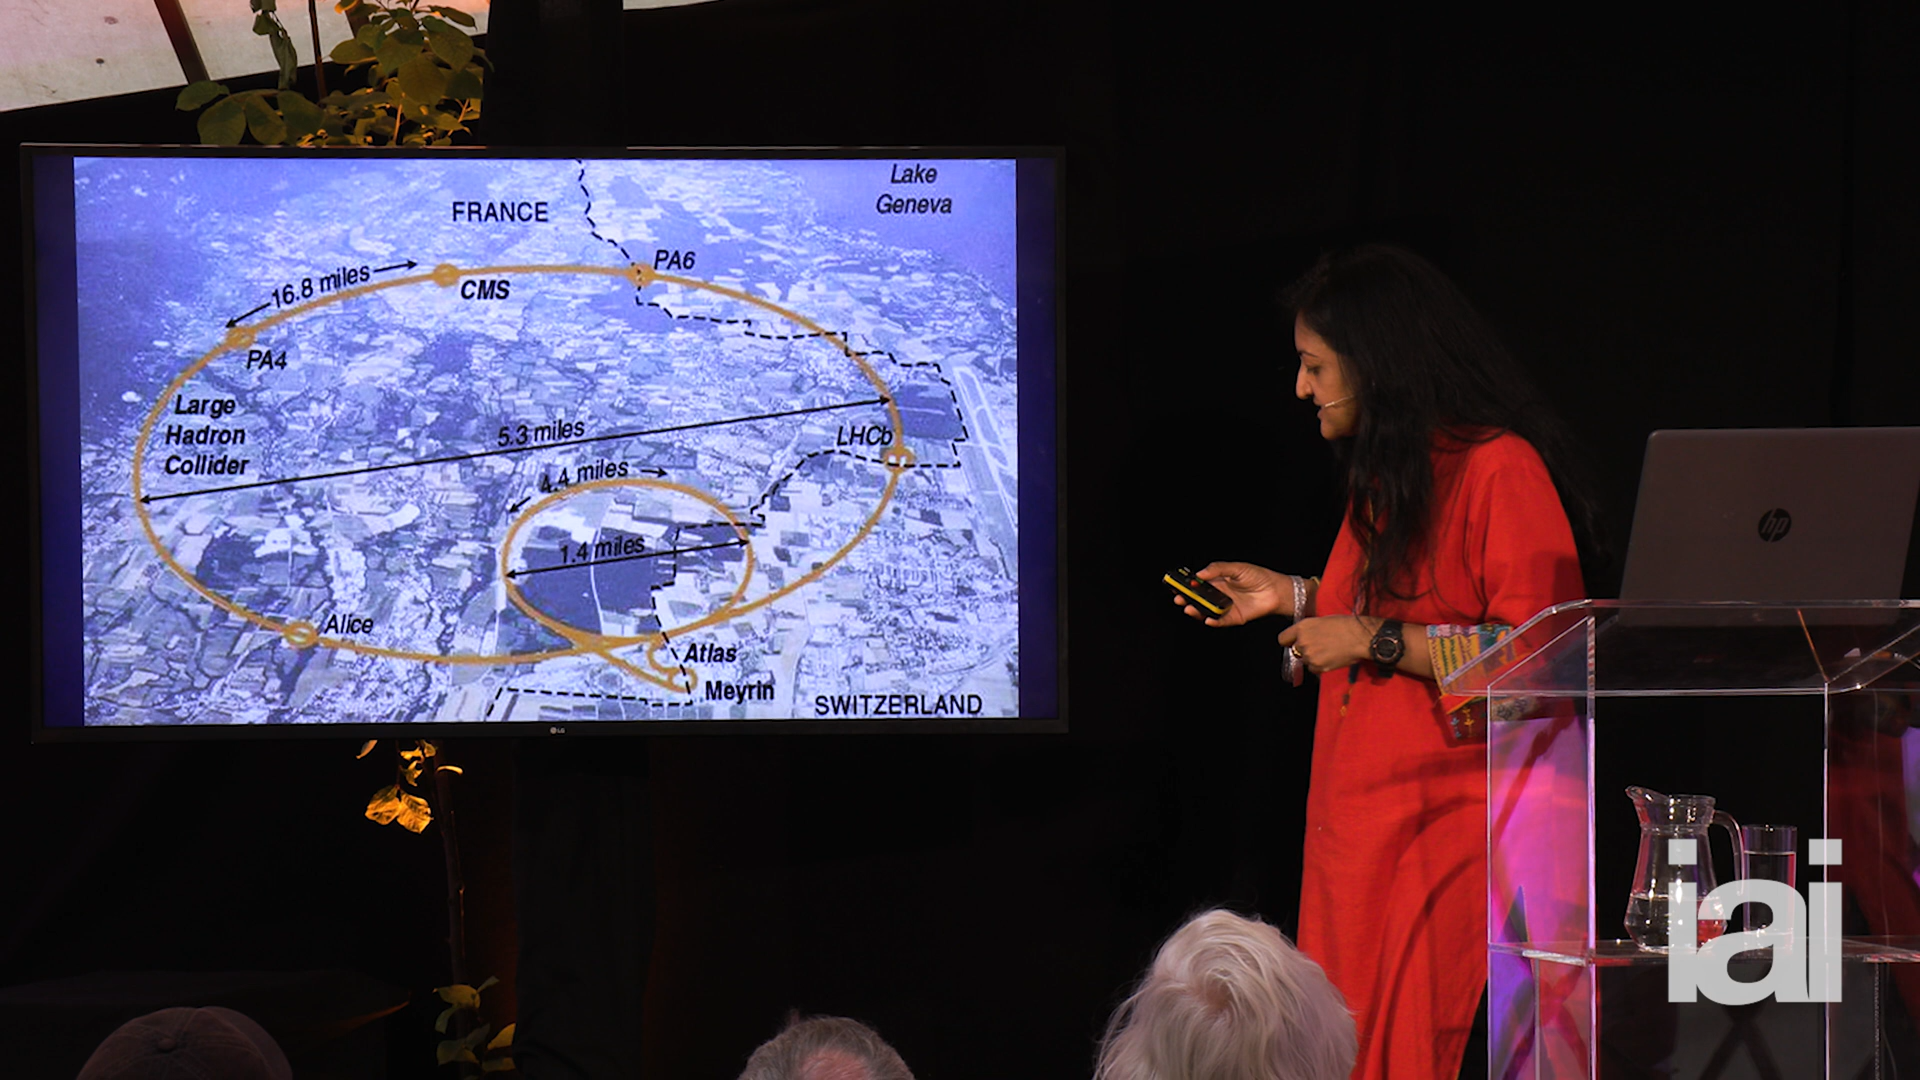 Lake
Geneva
FRANCE
PA6
16.8 miles
CMS
PA4
Large
Hadron
Collider
5.3 miles
LHCb
4.4 miles
1.4 miles
Alice
Atlas
Meyrin
SWITZERLAND
LG
hp
iai